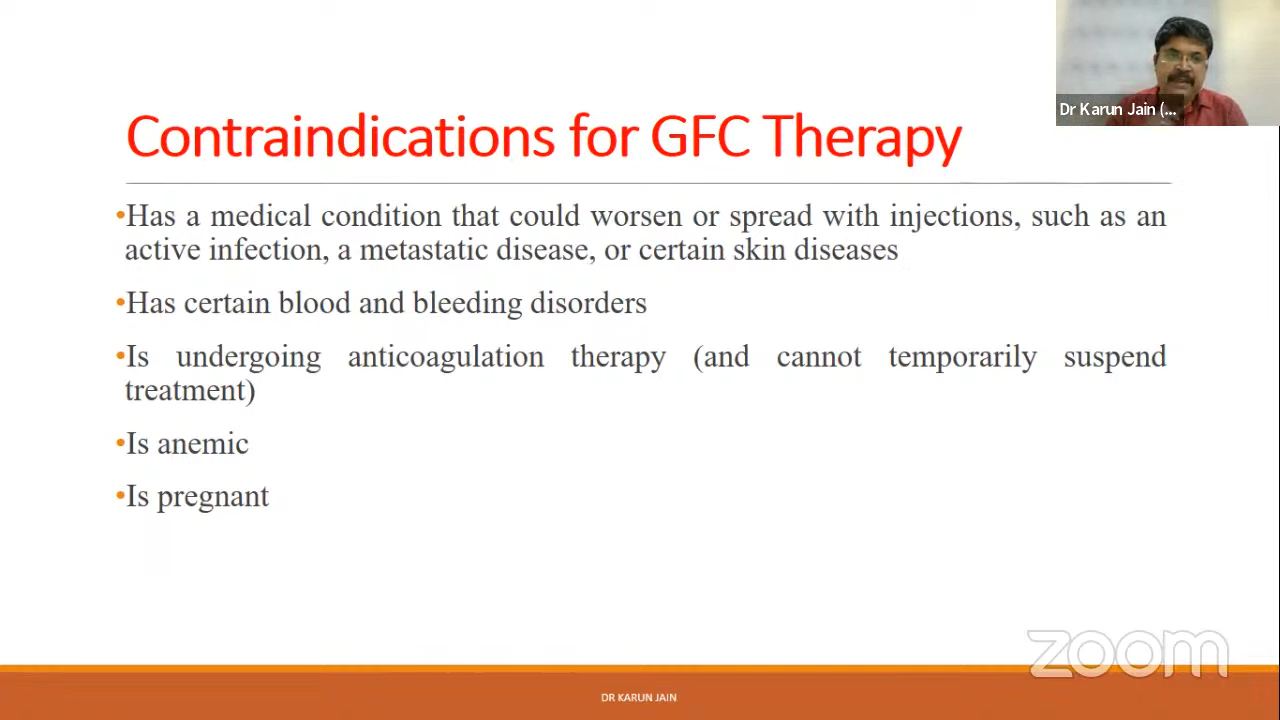 Dr Karun Jain (...
Contraindications for GFC Therapy
•Has a medical condition that could worsen or spread with injections, such as an
active infection, a metastatic disease, or certain skin diseases
•Has certain blood and bleeding disorders
•Is undergoing anticoagulation therapy (and cannot temporarily suspend
treatment)
•Is anemic
•Is pregnant
zoom
DR KARUN JAIN